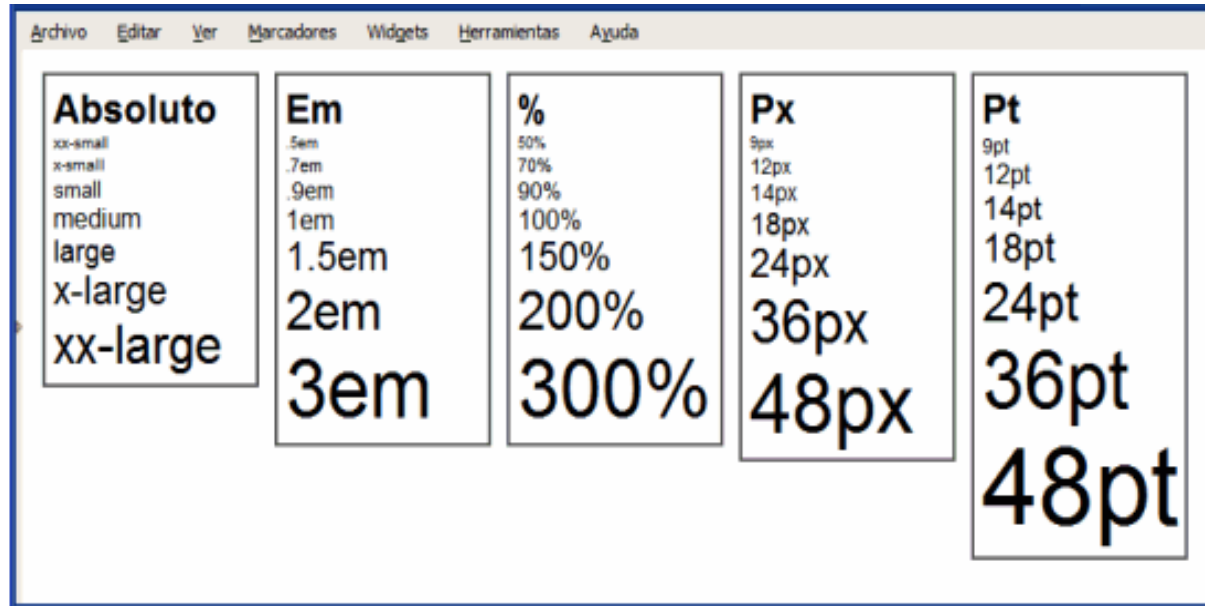 Archivo Editar Ver Marcadores Widgets Herramientas Ayuda
Absoluto
xx-small
x-small
small
medium
large
x-large
xx-large
Em
.5em
.7em
.9em
1em
1.5em
2em
3em
%
50%
70%
90%
100%
150%
200%
300%
Px
9px
12px
14px
18px
24px
36px
48px
Pt
9pt
12pt
14pt
18pt
24pt
36pt
48pt